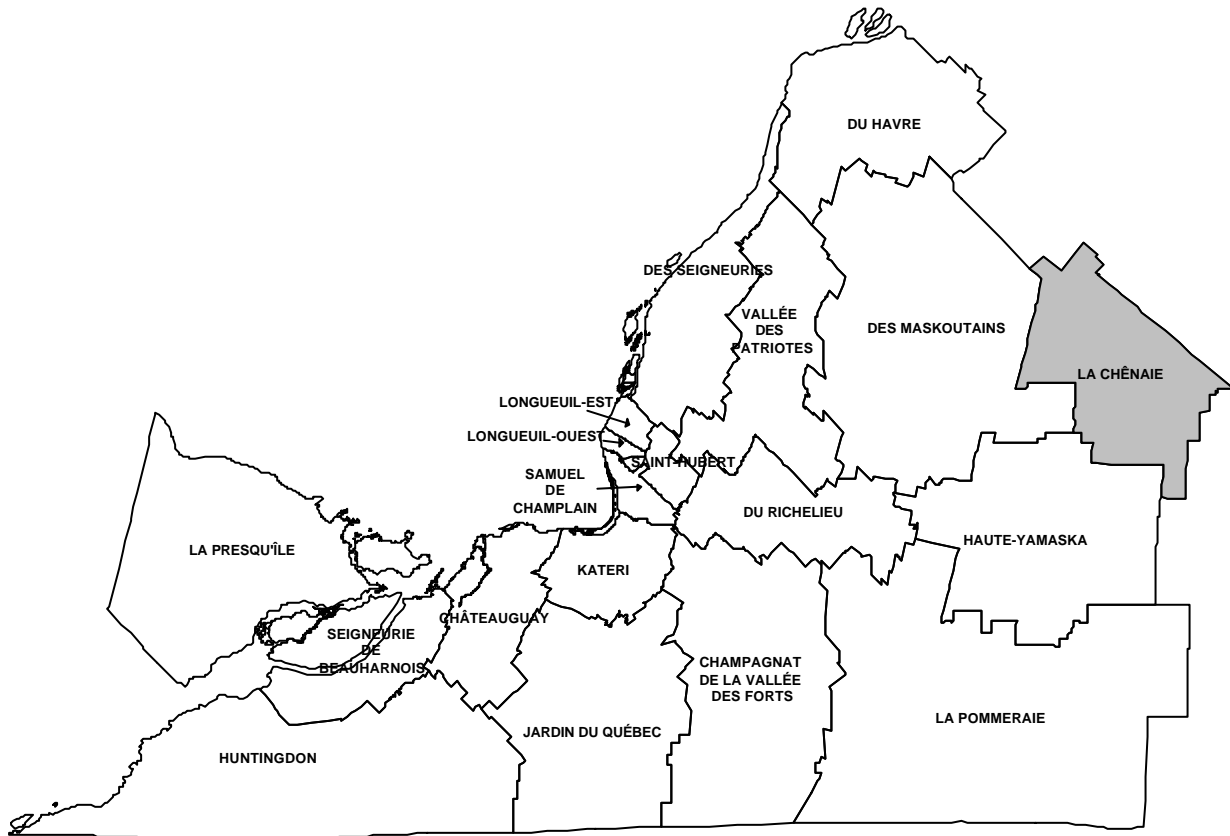 DU HAVRE
DES SEIGNEURIES
VALLÉE
DES
PATRIOTES
DES MASKOUTAINS
LA CHÊNAIE
LONGUEUIL-EST
LONGUEUIL-OUEST
SAINT-HUBERT
SAMUEL
DE
CHAMPLAIN
DU RICHELIEU
HAUTE-YAMASKA
LA PRESQU'ÎLE
KATERI
CHÂTEAUGUAY
SEIGNEURIE
DE
BEAUHARNOIS
CHAMPAGNAT
DE LA VALLÉE
DES FORTS
LA POMMERAIE
JARDIN DU QUÉBEC
HUNTINGDON